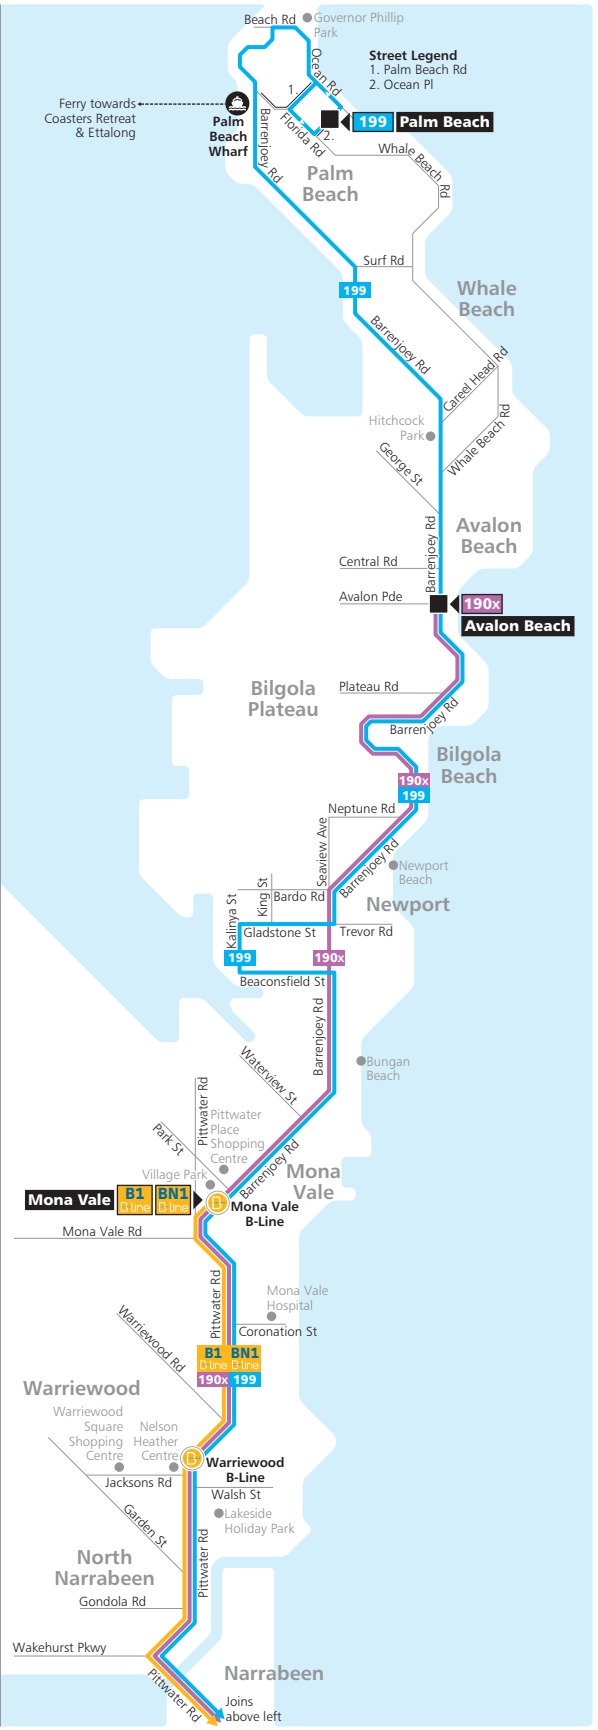 Beach Rd
Governor Phillip
Park
Ocean Rd
Street Legend
1. Palm Beach Rd
2. Ocean Pl
1.
Ferry towards
Coasters Retreat
& Ettalong
Palm
Beach
Wharf
Barrenjoey Rd
Florida Rd
2.
199 Palm Beach
Whale Beach Rd
Palm
Beach
Surf Rd
199
Whale
Beach
Barrenjoey Rd
Careel Head Rd
Hitchcock
Park
Whale Beach Rd
George St
Barrenjoey Rd
Avalon
Beach
Central Rd
Avalon Pde
190x
Avalon Beach
Bilgola
Plateau
Plateau Rd
Barrenjoey Rd
Bilgola
Beach
190x
199
Neptune Rd
Seaview Ave
Barrenjoey Rd
Newport
Beach
King St
Bardo Rd
Newport
Kalinya St
Gladstone St
Trevor Rd
199
190x
Beaconsfield St
Barrenjoey Rd
Waterview St
Bungan
Beach
Pittwater Rd
Pittwater
Place
Shopping
Centre
Park St
Village Park
Barrenjoey Rd
Mona
Vale
Mona Vale B1 B-Line BN1 B-Line
B
Mona Vale
B-Line
Mona Vale Rd
Pittwater Rd
Mona Vale
Hospital
Coronation St
Warriewood Rd
B1 BN1
B-Line B-Line
190x 199
Warriewood
Warriewood
Square
Shopping
Centre
Nelson
Heather
Centre
B
Warriewood
B-Line
Jacksons Rd
Walsh St
Garden St
Lakeside
Holiday Park
Pittwater Rd
North
Narrabeen
Gondola Rd
Wakehurst Pkwy
Pittwater Rd
Narrabeen
Joins
above left